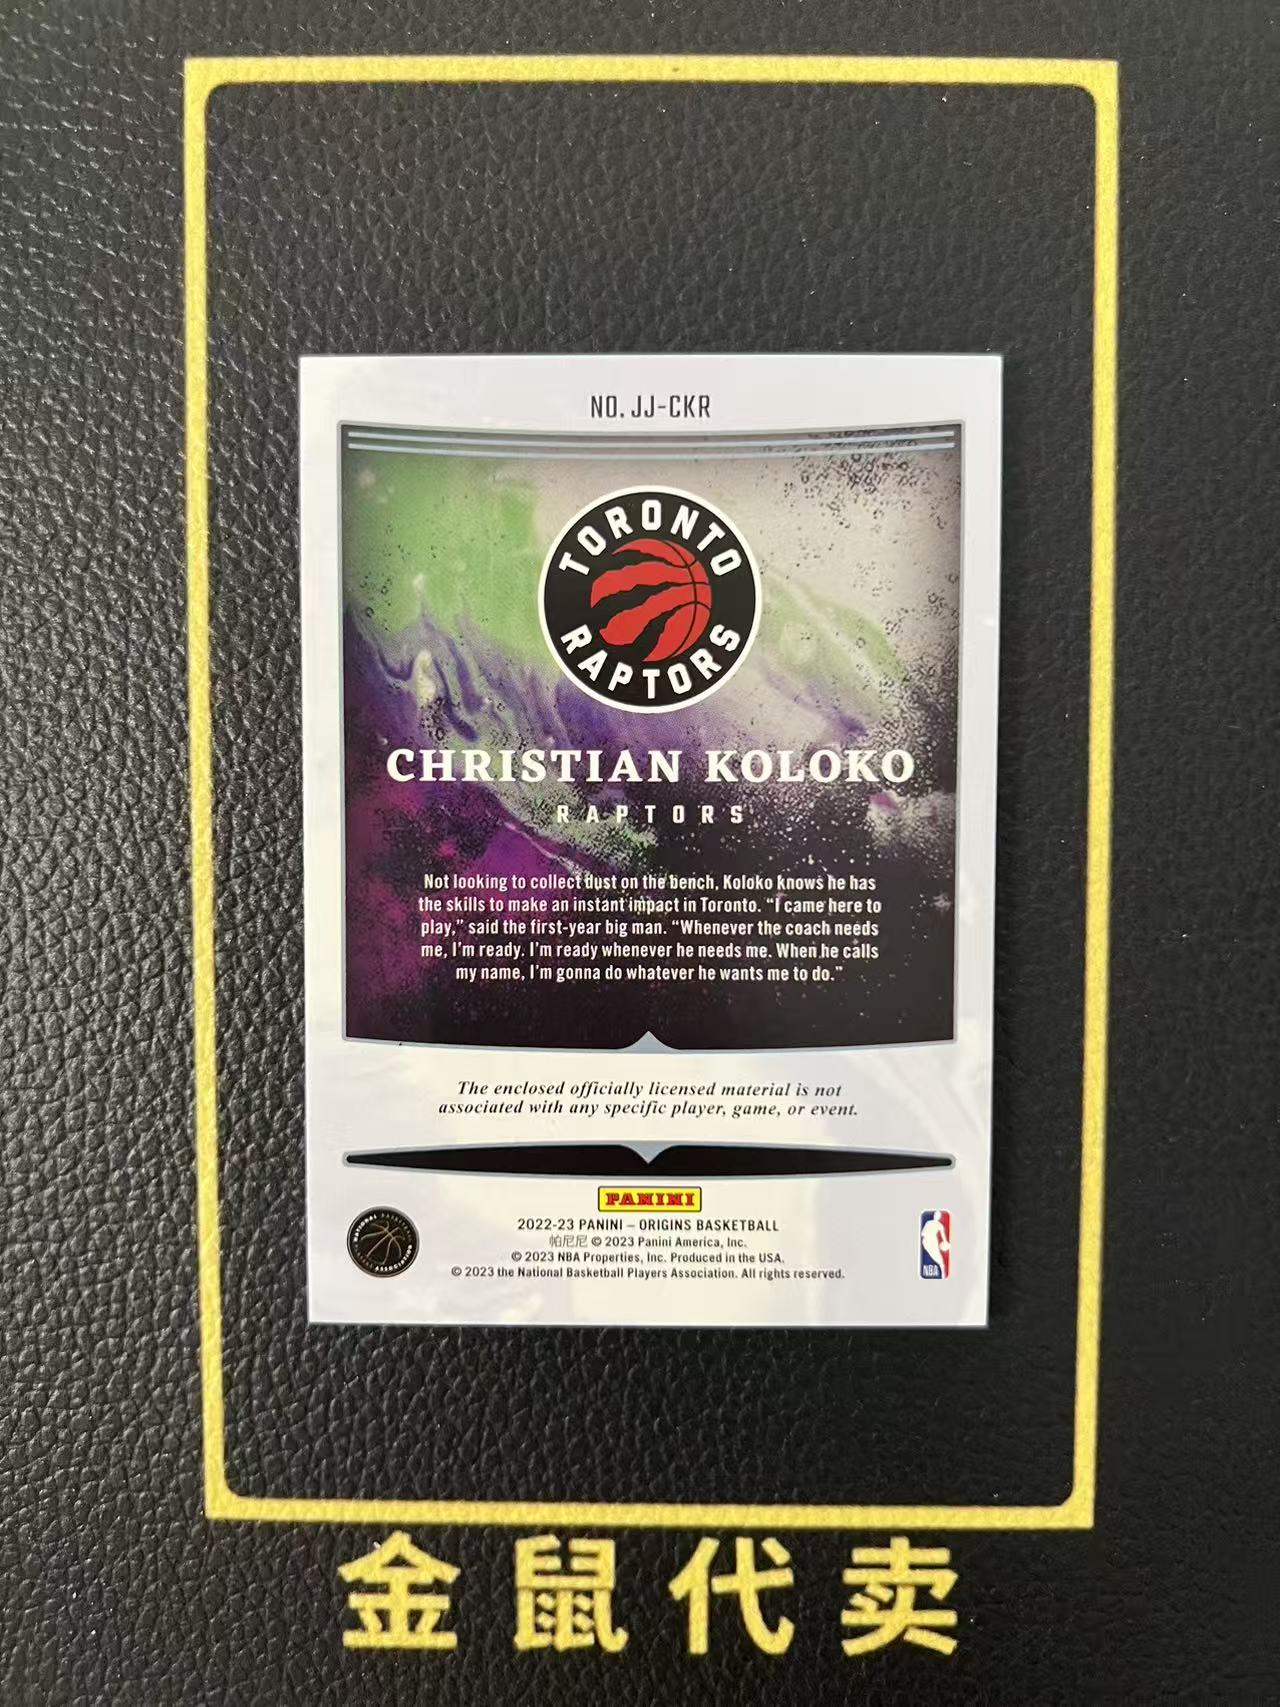 NO. JJ-CKR
TORONTO
RAPTORS
CHRISTIAN KOLOKO
RAPTORS
Not looking to collect dust on the bench, Koloko knows he has
the skills to make an instant impact in Toronto. “I came here to
play,” said the first-year big man. “Whenever the coach needs
me, I’m ready. I’m ready whenever he needs me. When he calls
my name, I’m gonna do whatever he wants me to do.”
The enclosed officially licensed material is not
associated with any specific player, game, or event.
PANINI
2022-23 PANINI – ORIGINS BASKETBALL
帕尼尼 © 2023 Panini America, Inc.
© 2023 NBA Properties, Inc. Produced in the USA.
© 2023 the National Basketball Players Association. All rights reserved.
NBA
金鼠代卖